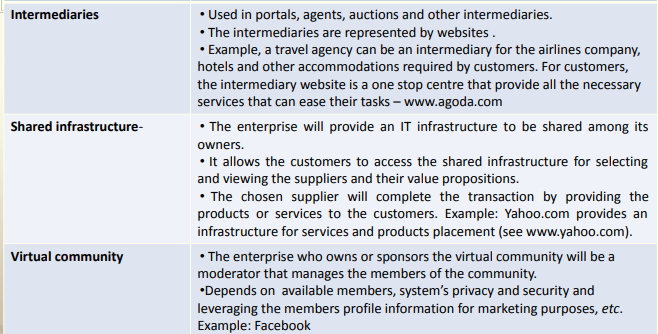 Intermediaries
• Used in portals, agents, auctions and other intermediaries.
• The intermediaries are represented by websites .
• Example, a travel agency can be an intermediary for the airlines company,
hotels and other accommodations required by customers. For customers,
the intermediary website is a one stop centre that provide all the necessary
services that can ease their tasks – www.agoda.com
Shared infrastructure-
• The enterprise will provide an IT infrastructure to be shared among its
owners.
• It allows the customers to access the shared infrastructure for selecting
and viewing the suppliers and their value propositions.
• The chosen supplier will complete the transaction by providing the
products or services to the customers. Example: Yahoo.com provides an
infrastructure for services and products placement (see www.yahoo.com).
Virtual community
• The enterprise who owns or sponsors the virtual community will be a
moderator that manages the members of the community.
•Depends on available members, system's privacy and security and
leveraging the members profile information for marketing purposes, etc.
Example: Facebook